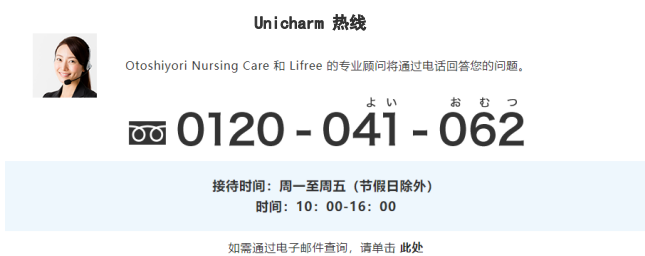 Unicharm 热线
Otoshiyori Nursing Care 和 Lifree 的专业顾问将通过电话回答您的问题。
よい おむつ
0120-041-062
接待时间：周一至周五（节假日除外）
时间：10：00-16：00
如需通过电子邮件查询，请单击 此处